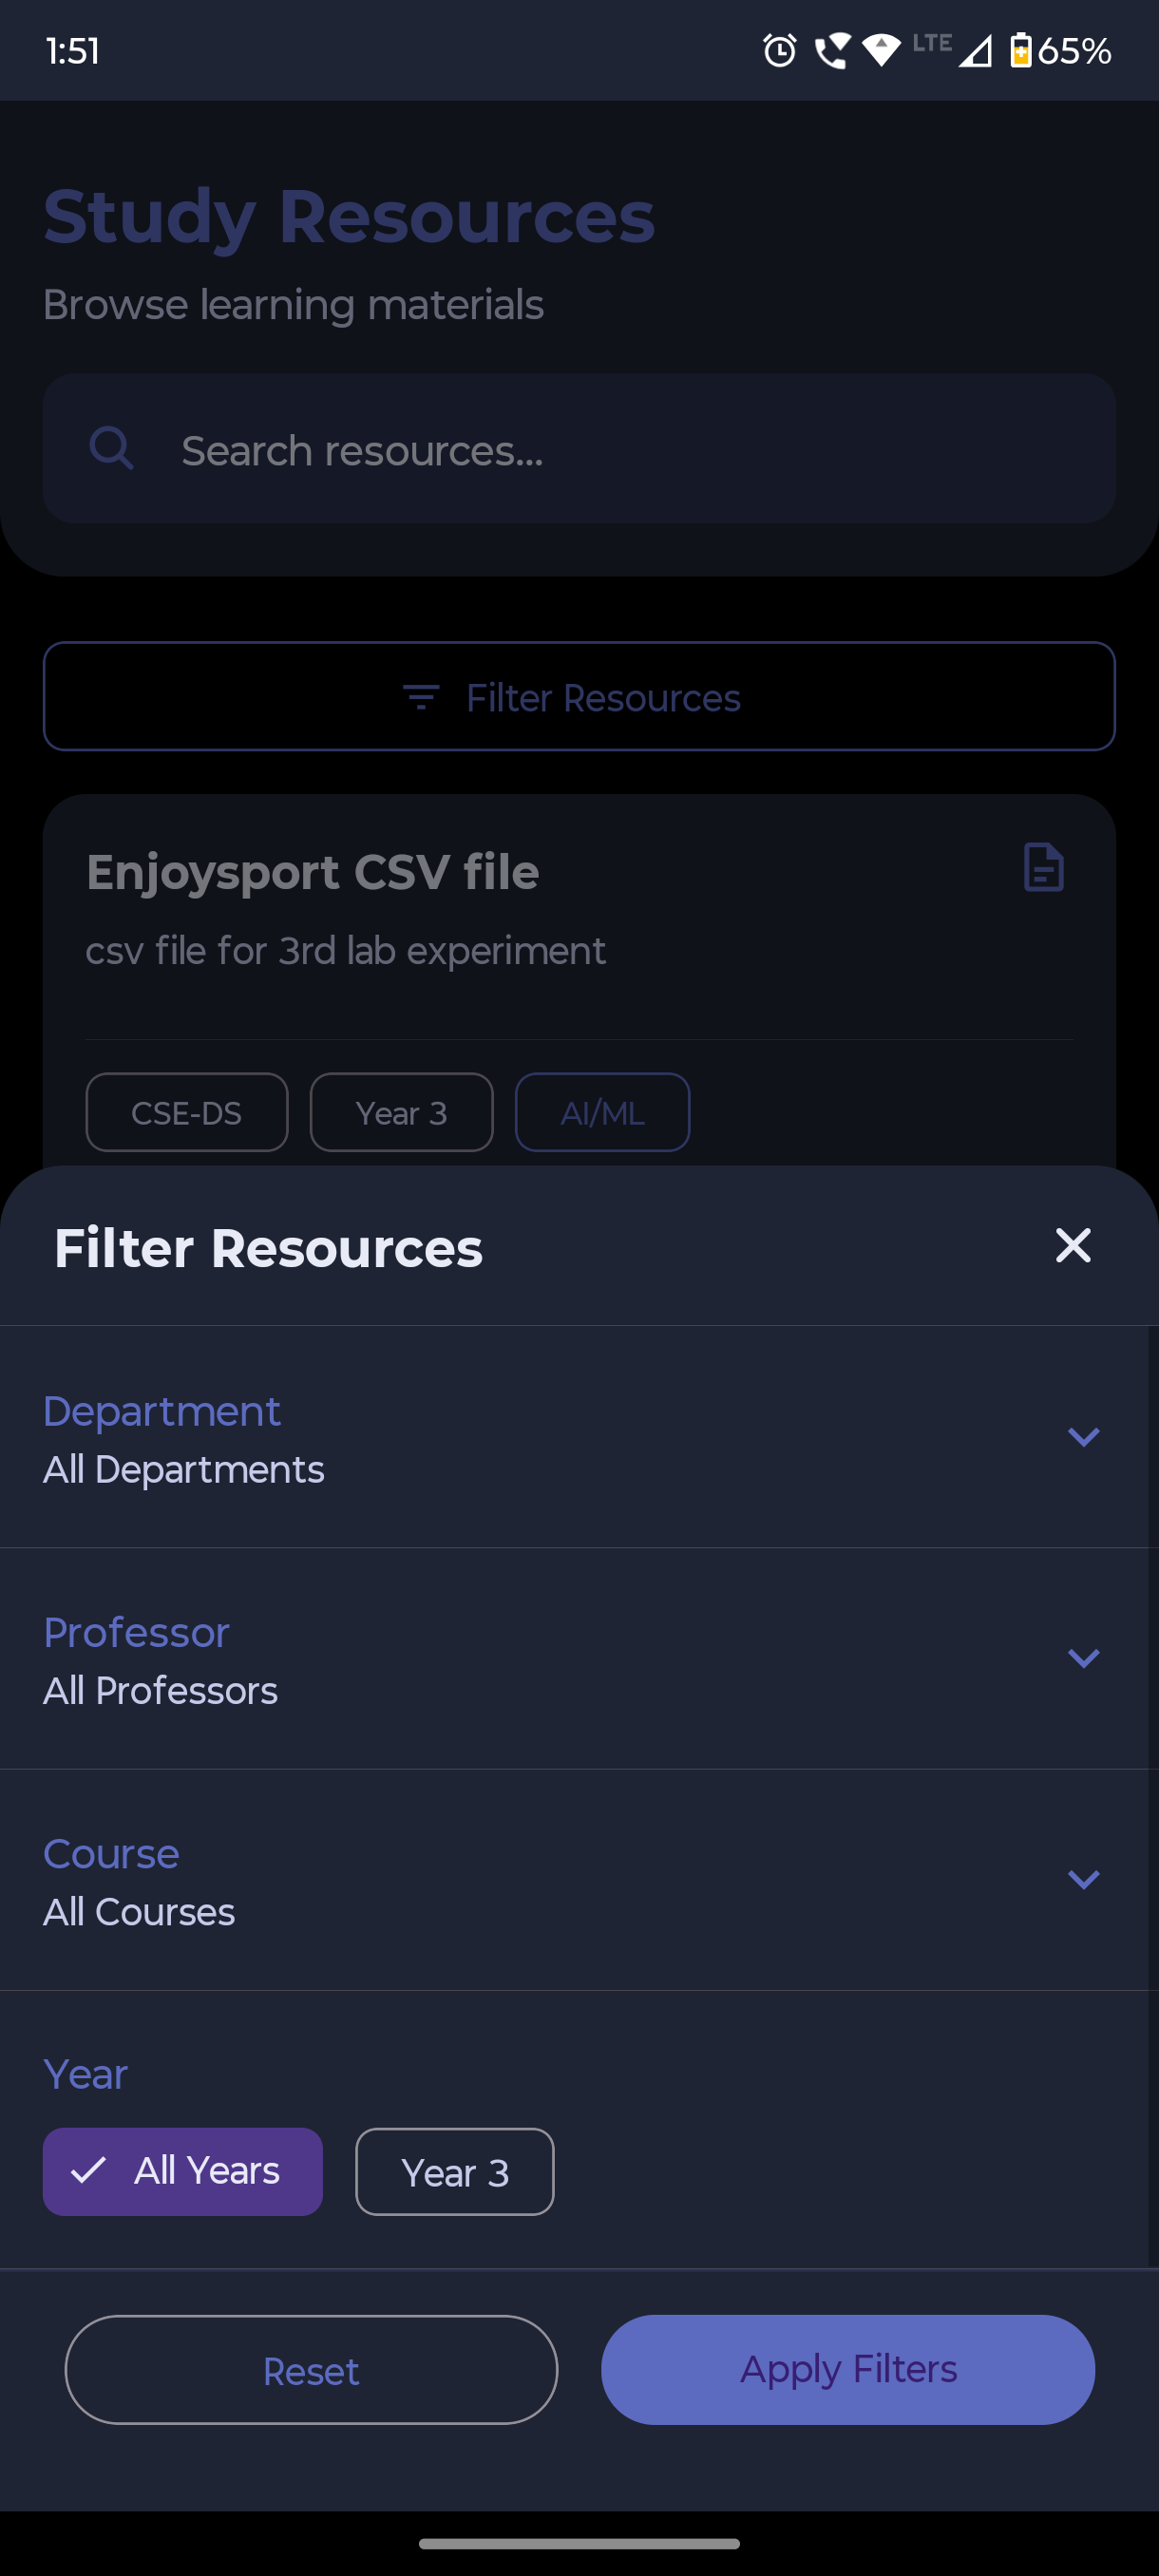 1:51
LTE 65%
Study Resources
Browse learning materials
Search resources...
Filter Resources
Enjoysport CSV file
csv file for 3rd lab experiment
CSE-DS Year 3 AI/ML
Filter Resources
Department
All Departments
Professor
All Professors
Course
All Courses
Year
All Years Year 3
Reset Apply Filters